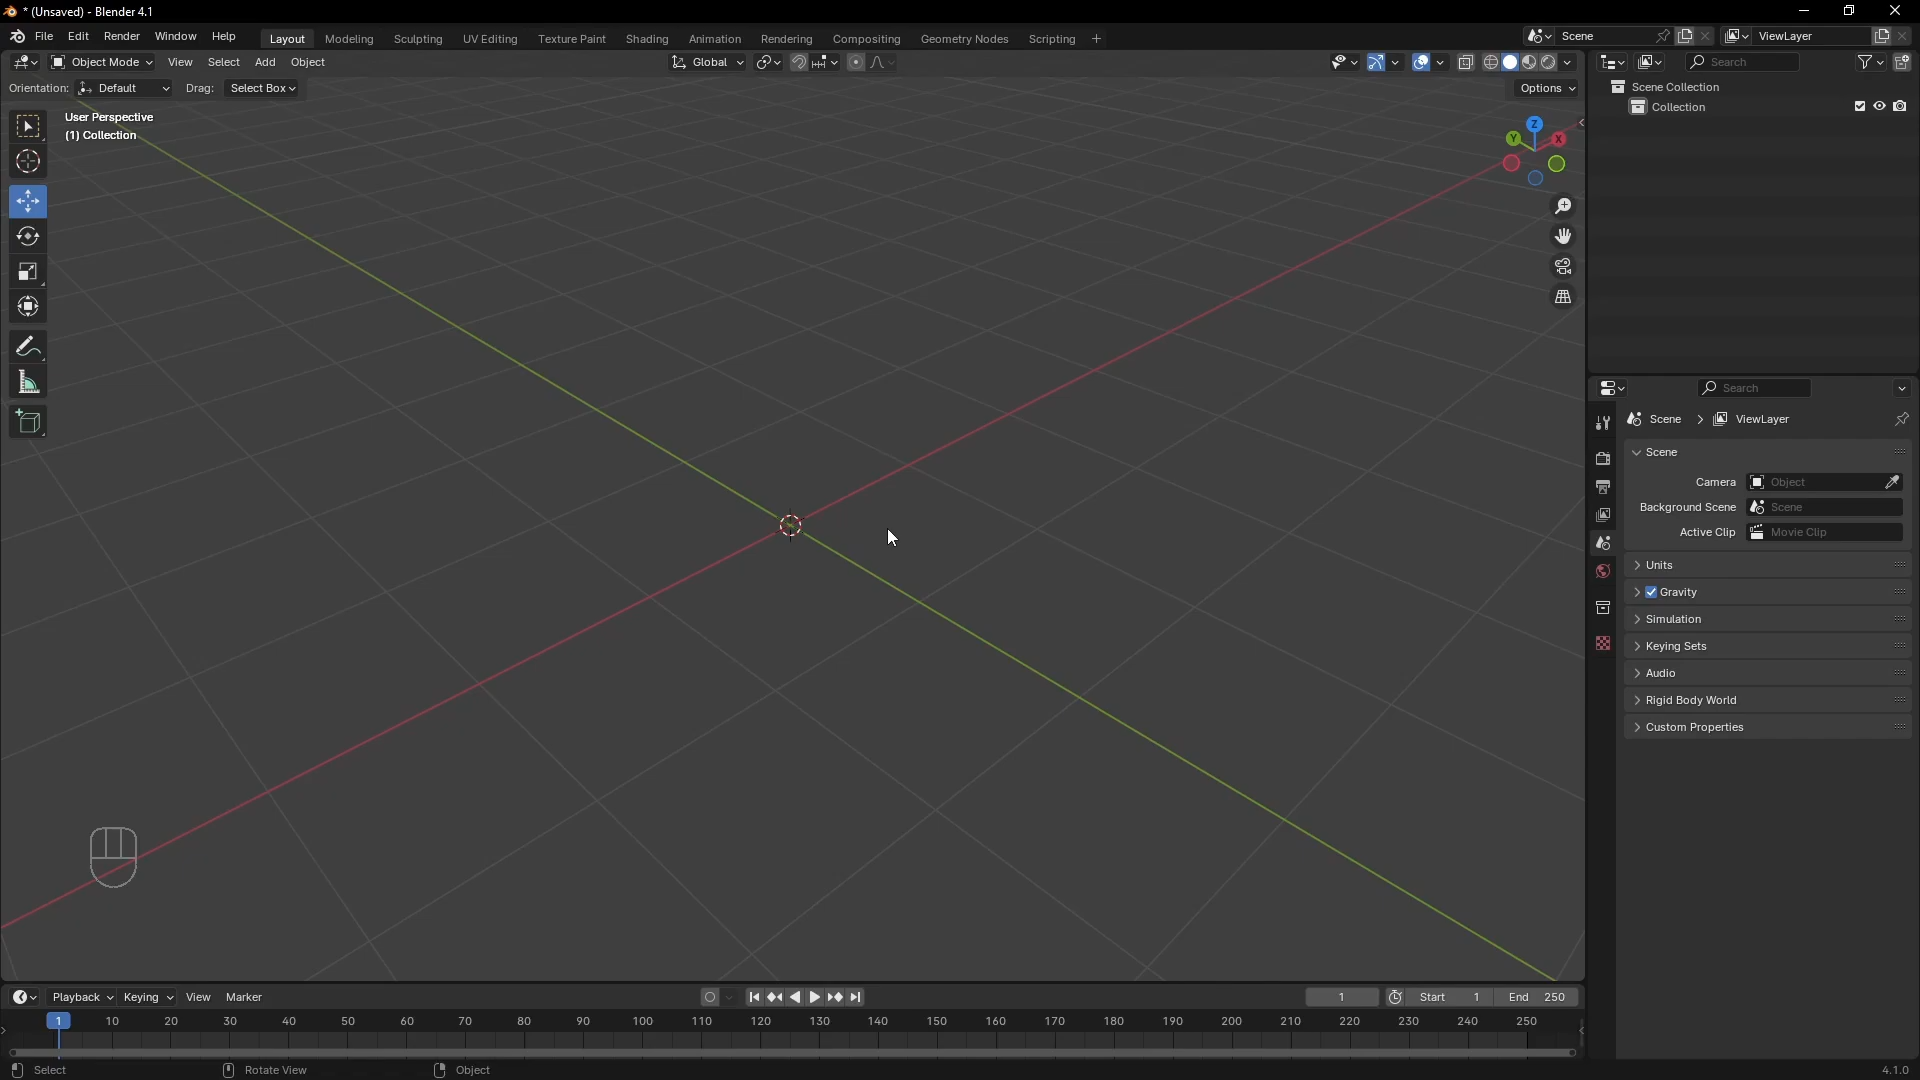 * (Unsaved) - Blender 4.1
File Edit Render Window Help Layout Modeling Sculpting UV Editing Texture Paint Shading Animation Rendering Compositing Geometry Nodes Scripting + Scene ViewLayer
Object Mode View Select Add Object Global Search
Orientation: Default Drag: Select Box Options
Scene Collection
Collection
User Perspective
(1) Collection
Z
Y X
Search
Scene ViewLayer
Scene
Camera Object
Background Scene Scene
Active Clip Movie Clip
Units
Gravity
Simulation
Keying Sets
Audio
Rigid Body World
Custom Properties
Playback Keying View Marker 1 Start 1 End 250
1 10 20 30 40 50 60 70 80 90 100 110 120 130 140 150 160 170 180 190 200 210 220 230 240 250
Select Rotate View Object 4.1.0